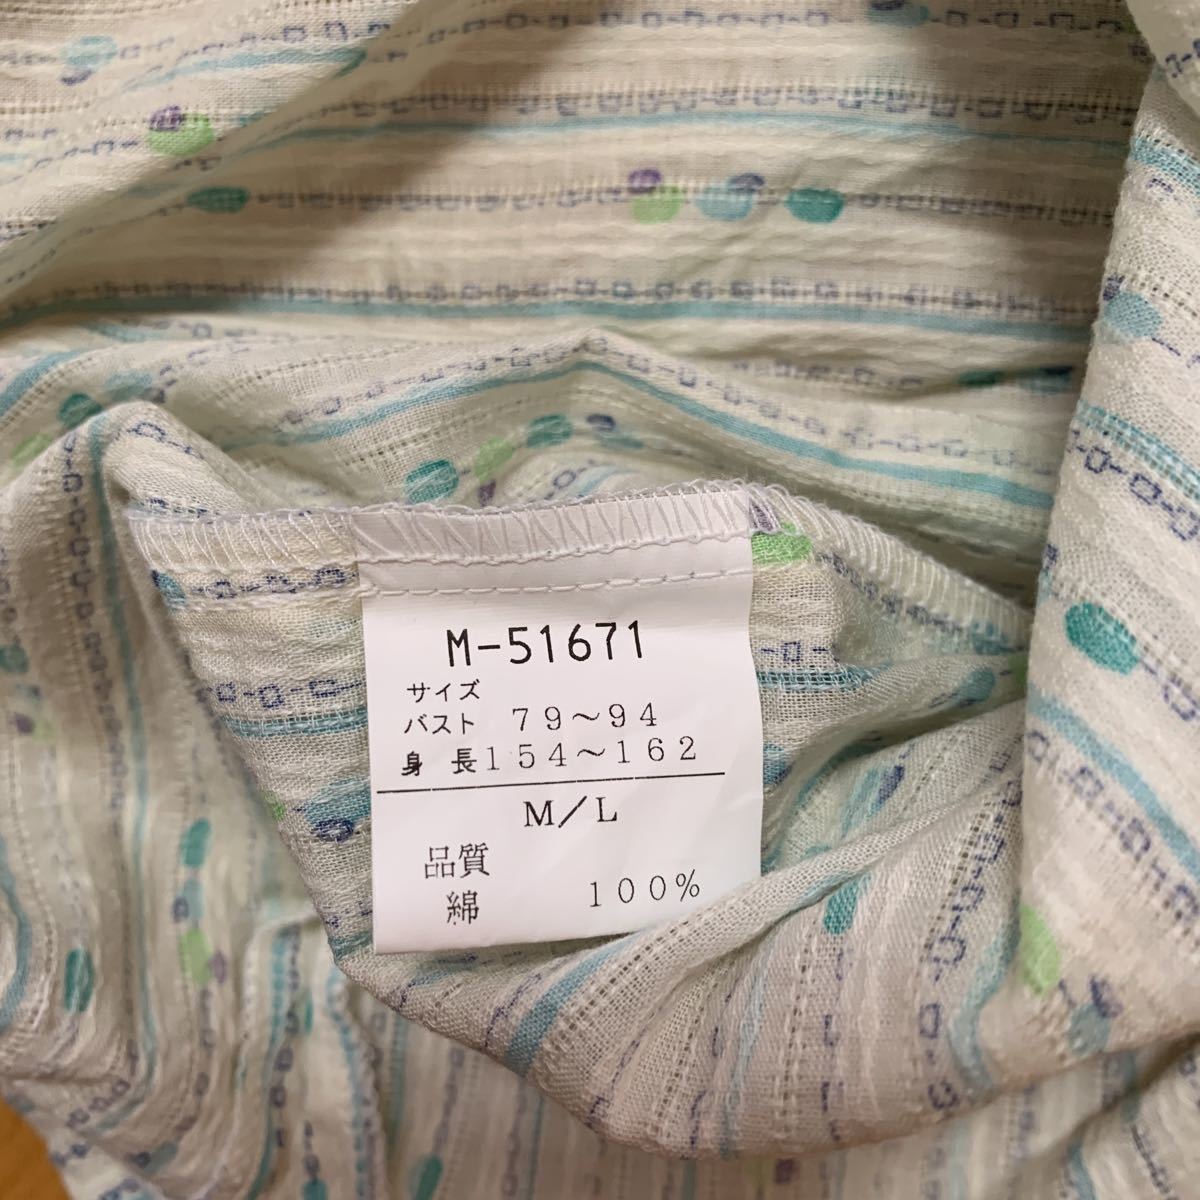 M-51671
サイズ
バスト 79～94
身 長154～162
M／L
品質
綿 100%